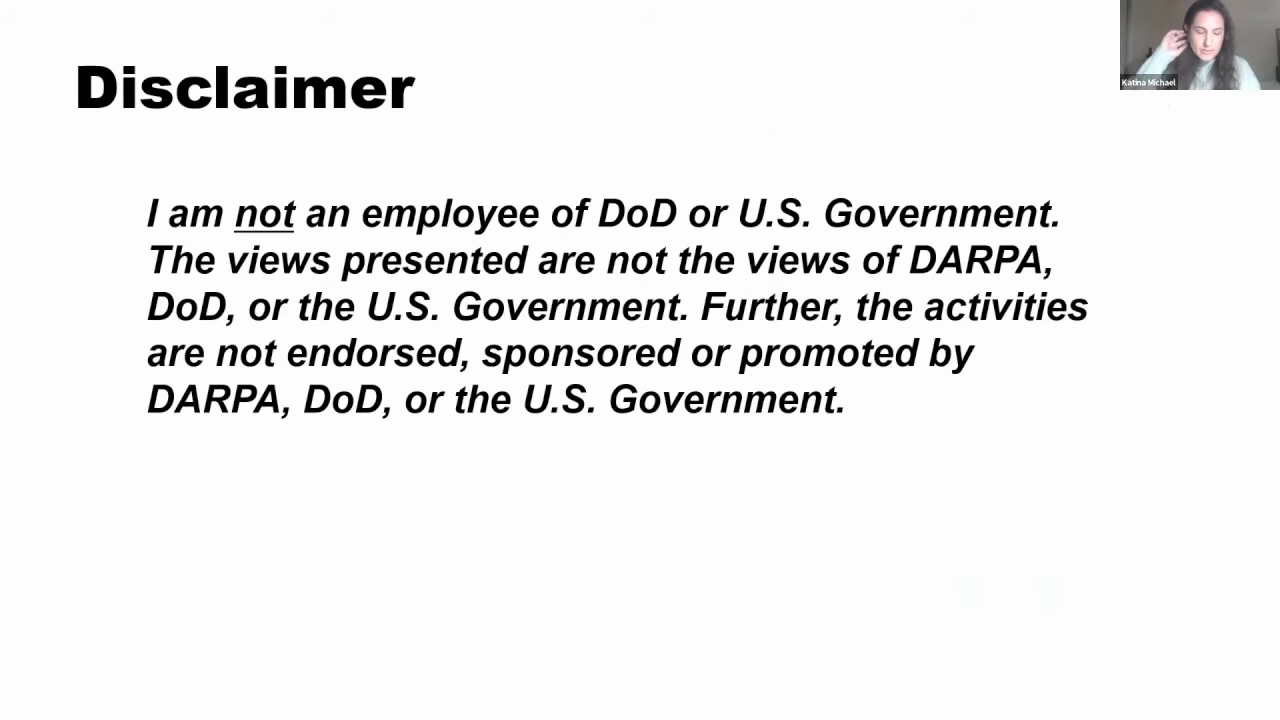 Disclaimer
I am not an employee of DoD or U.S. Government.
The views presented are not the views of DARPA,
DoD, or the U.S. Government. Further, the activities
are not endorsed, sponsored or promoted by
DARPA, DoD, or the U.S. Government.
Katina Michael